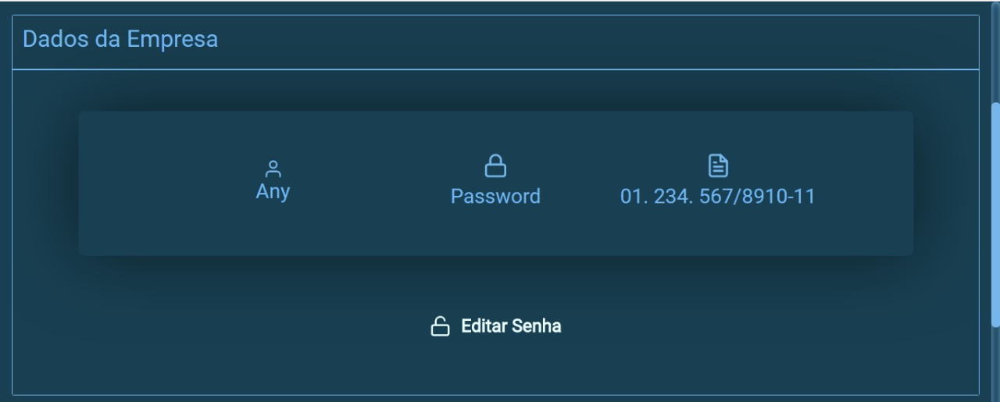 Dados da Empresa
Any
Password
01. 234. 567/8910-11
Editar Senha